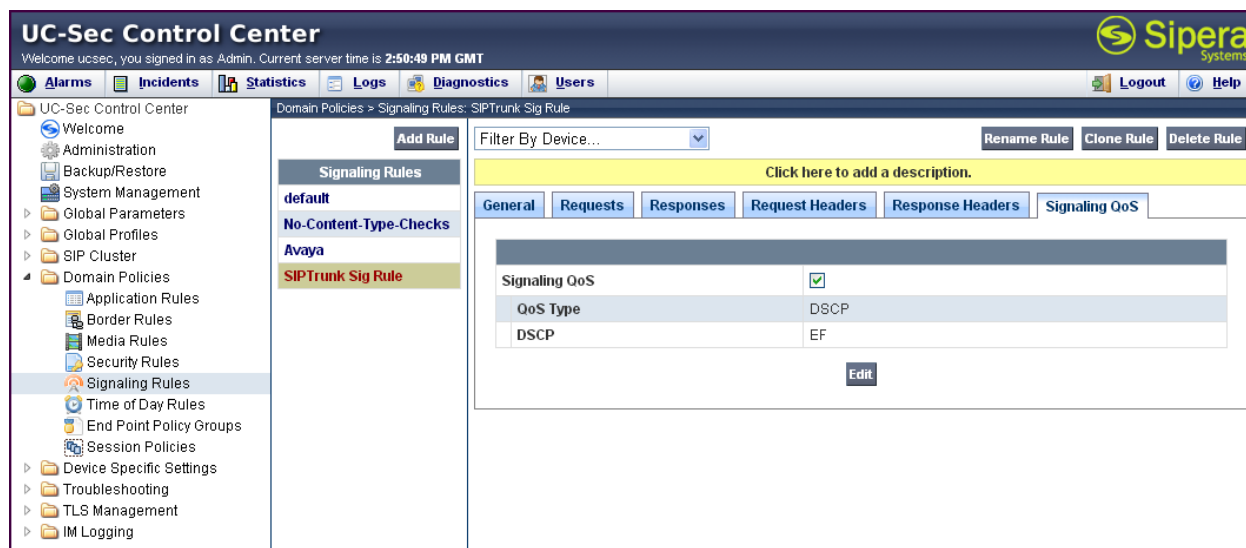 UC-Sec Control Center
Welcome ucsec, you signed in as Admin. Current server time is 2:50:49 PM GMT
Sipera
Systems
Alarms Incidents Statistics Logs Diagnostics Users Logout Help
UC-Sec Control Center
Welcome
Administration
Backup/Restore
System Management
Global Parameters
Global Profiles
SIP Cluster
Domain Policies
Application Rules
Border Rules
Media Rules
Security Rules
Signaling Rules
Time of Day Rules
End Point Policy Groups
Session Policies
Device Specific Settings
Troubleshooting
TLS Management
IM Logging
Domain Policies > Signaling Rules: SIPTrunk Sig Rule
Add Rule
Signaling Rules
default
No-Content-Type-Checks
Avaya
SIPTrunk Sig Rule
Filter By Device...
Rename Rule Clone Rule Delete Rule
Click here to add a description.
General Requests Responses Request Headers Response Headers Signaling QoS
Signaling QoS
QoS Type DSCP
DSCP EF
Edit